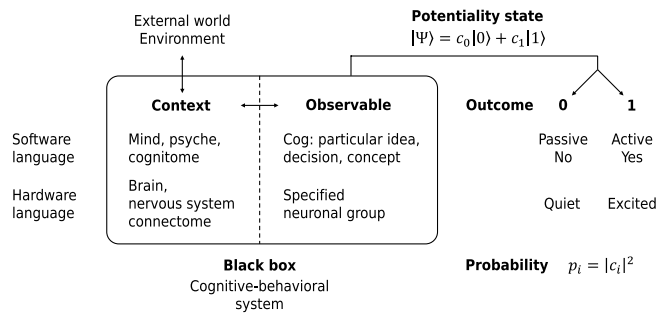 External world
Environment
Potentiality state
|Ψ⟩ = c₀|0⟩ + c₁|1⟩
Context
Observable
Outcome
0
1
Software
language
Mind, psyche,
cognitome
Cog: particular idea,
decision, concept
Passive
No
Active
Yes
Hardware
language
Brain,
nervous system
connectome
Specified
neuronal group
Quiet
Excited
Black box
Cognitive-behavioral
system
Probability
pᵢ = |cᵢ|²